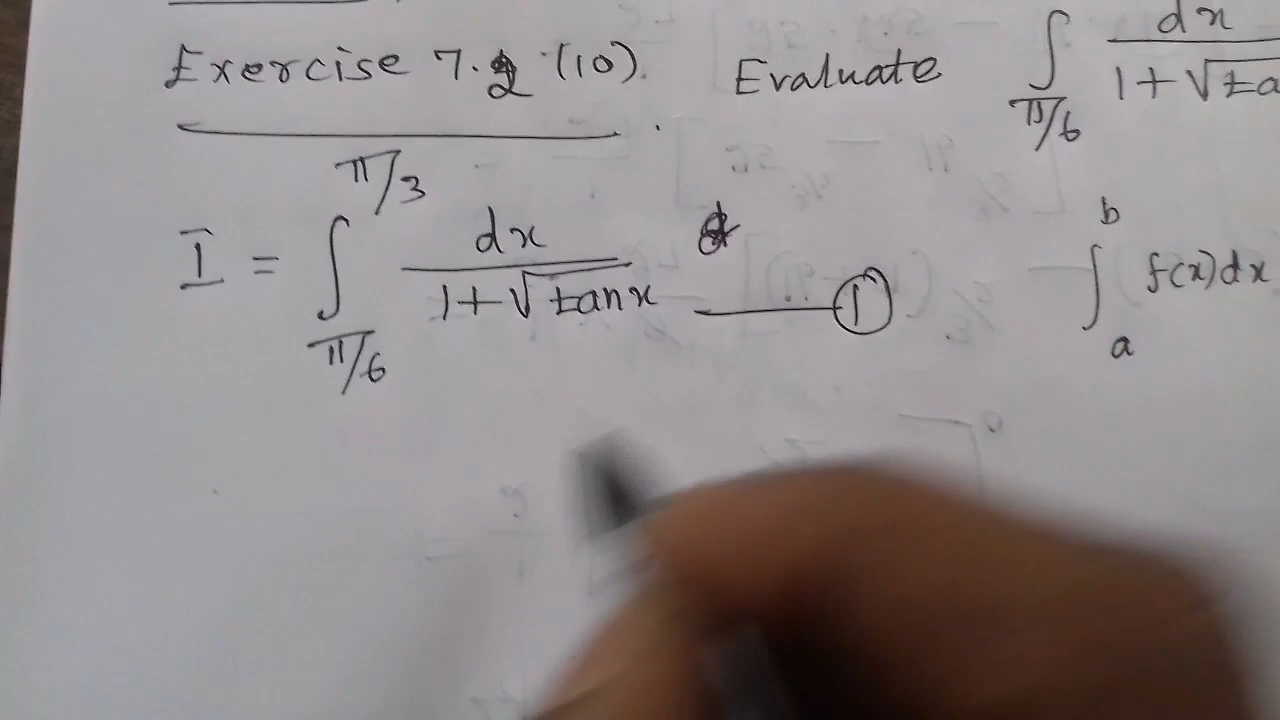 Exercise 7.2 (10). Evaluate ∫ π/6 dx / 1+√ta
I = ∫ π/6 π/3 dx / 1+√tanx ——— 1
∫ a b f(x)dx